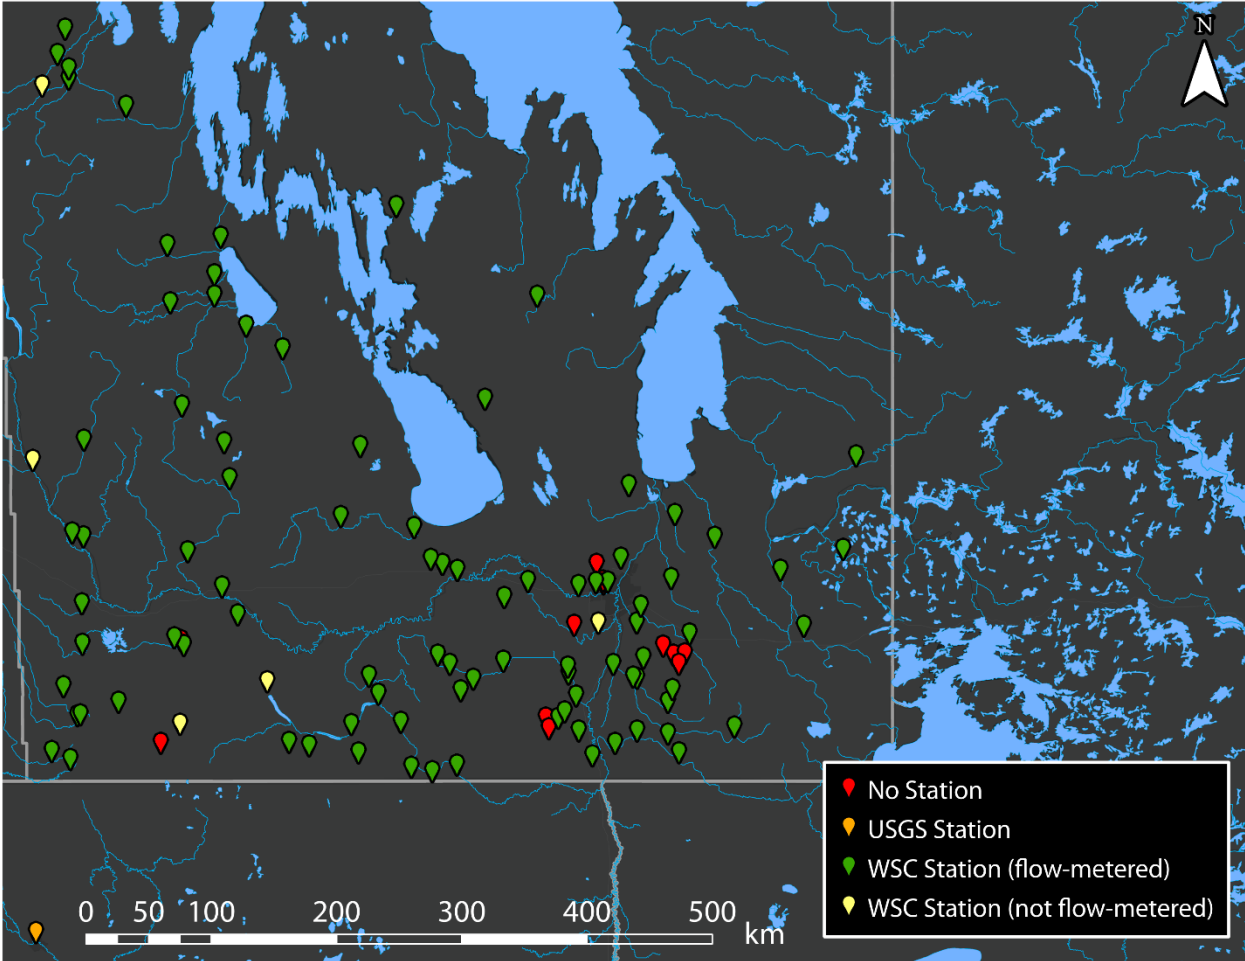 N
No Station
USGS Station
WSC Station (flow-metered)
WSC Station (not flow-metered)
0 50 100 200 300 400 500
km